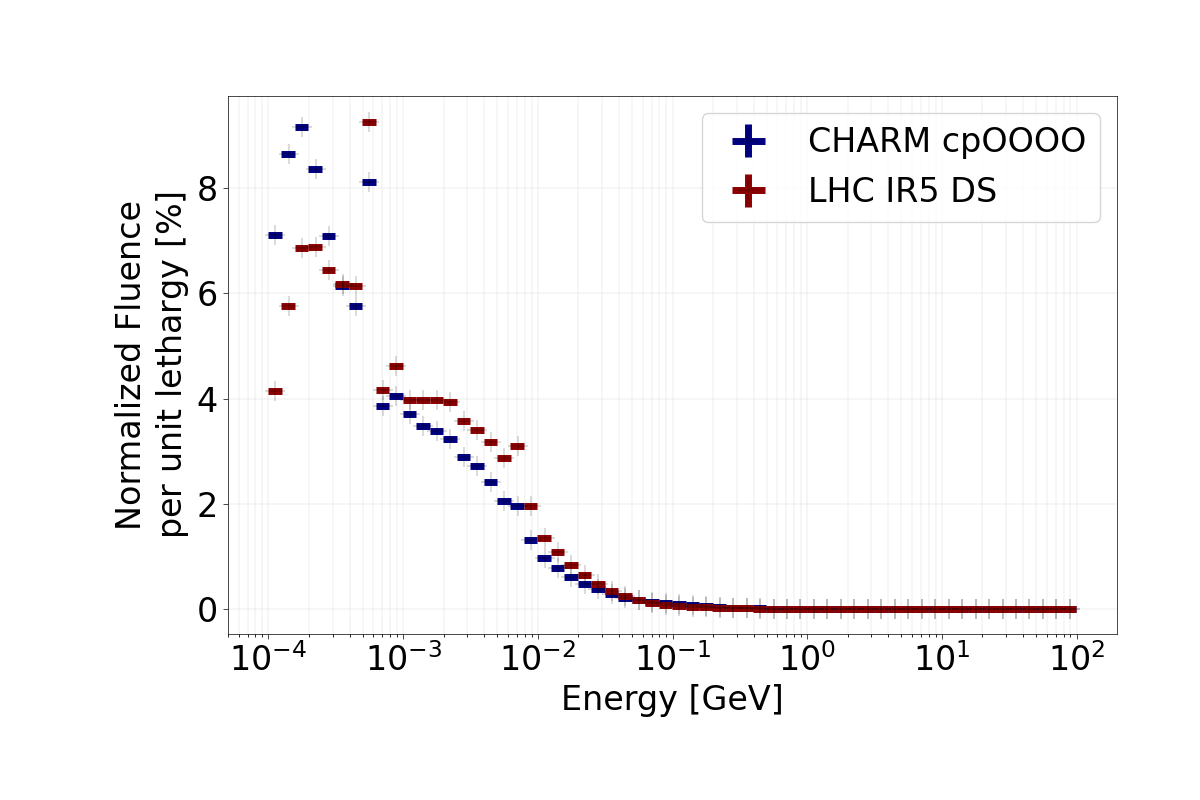 CHARM cpOOOO
LHC IR5 DS
Normalized Fluence
per unit lethargy [%]
8
6
4
2
0
10⁻⁴ 10⁻³ 10⁻² 10⁻¹ 10⁰ 10¹ 10²
Energy [GeV]